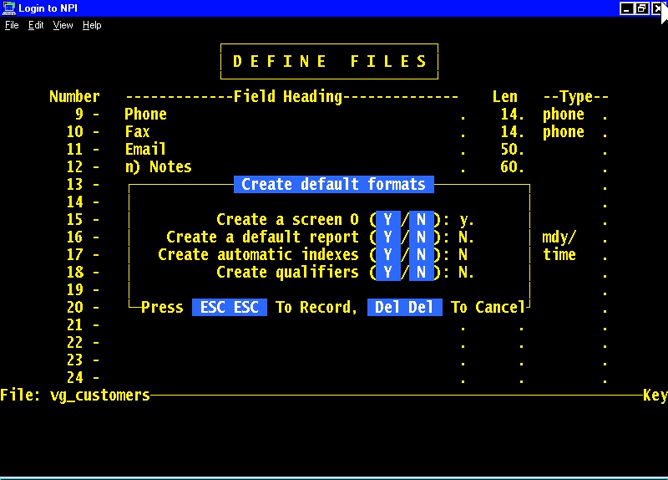 Login to NPI
File Edit View Help
D E F I N E   F I L E S
Number -------------Field Heading-------------- Len --Type--
9 - Phone . 14. phone .
10 - Fax . 14. phone .
11 - Email . 50. .
12 - n) Notes . 60. .
13 - Create default formats .
14 - .
15 - Create a screen 0 (Y/N): y. .
16 - Create a default report (Y/N): N. mdy/ .
17 - Create automatic indexes (Y/N): N time .
18 - Create qualifiers (Y/N): N. .
19 - .
20 - Press ESC ESC To Record, Del Del To Cancel .
21 - . . .
22 - . . .
23 - . . .
24 - . . .
File: vg_customers Key